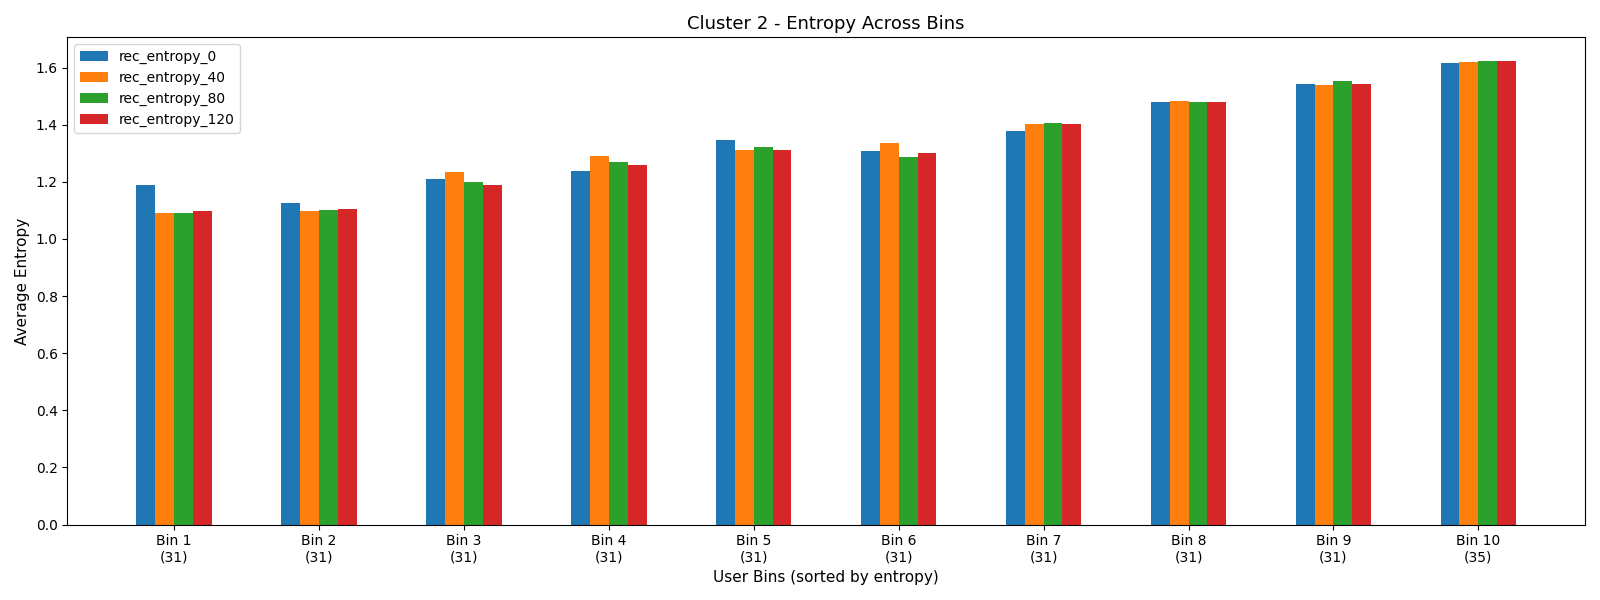 Cluster 2 - Entropy Across Bins
rec_entropy_0
rec_entropy_40
rec_entropy_80
rec_entropy_120
Average Entropy
1.6
1.4
1.2
1.0
0.8
0.6
0.4
0.2
0.0
Bin 1 Bin 2 Bin 3 Bin 4 Bin 5 Bin 6 Bin 7 Bin 8 Bin 9 Bin 10
(31) (31) (31) (31) (31) (31) (31) (31) (31) (35)
User Bins (sorted by entropy)